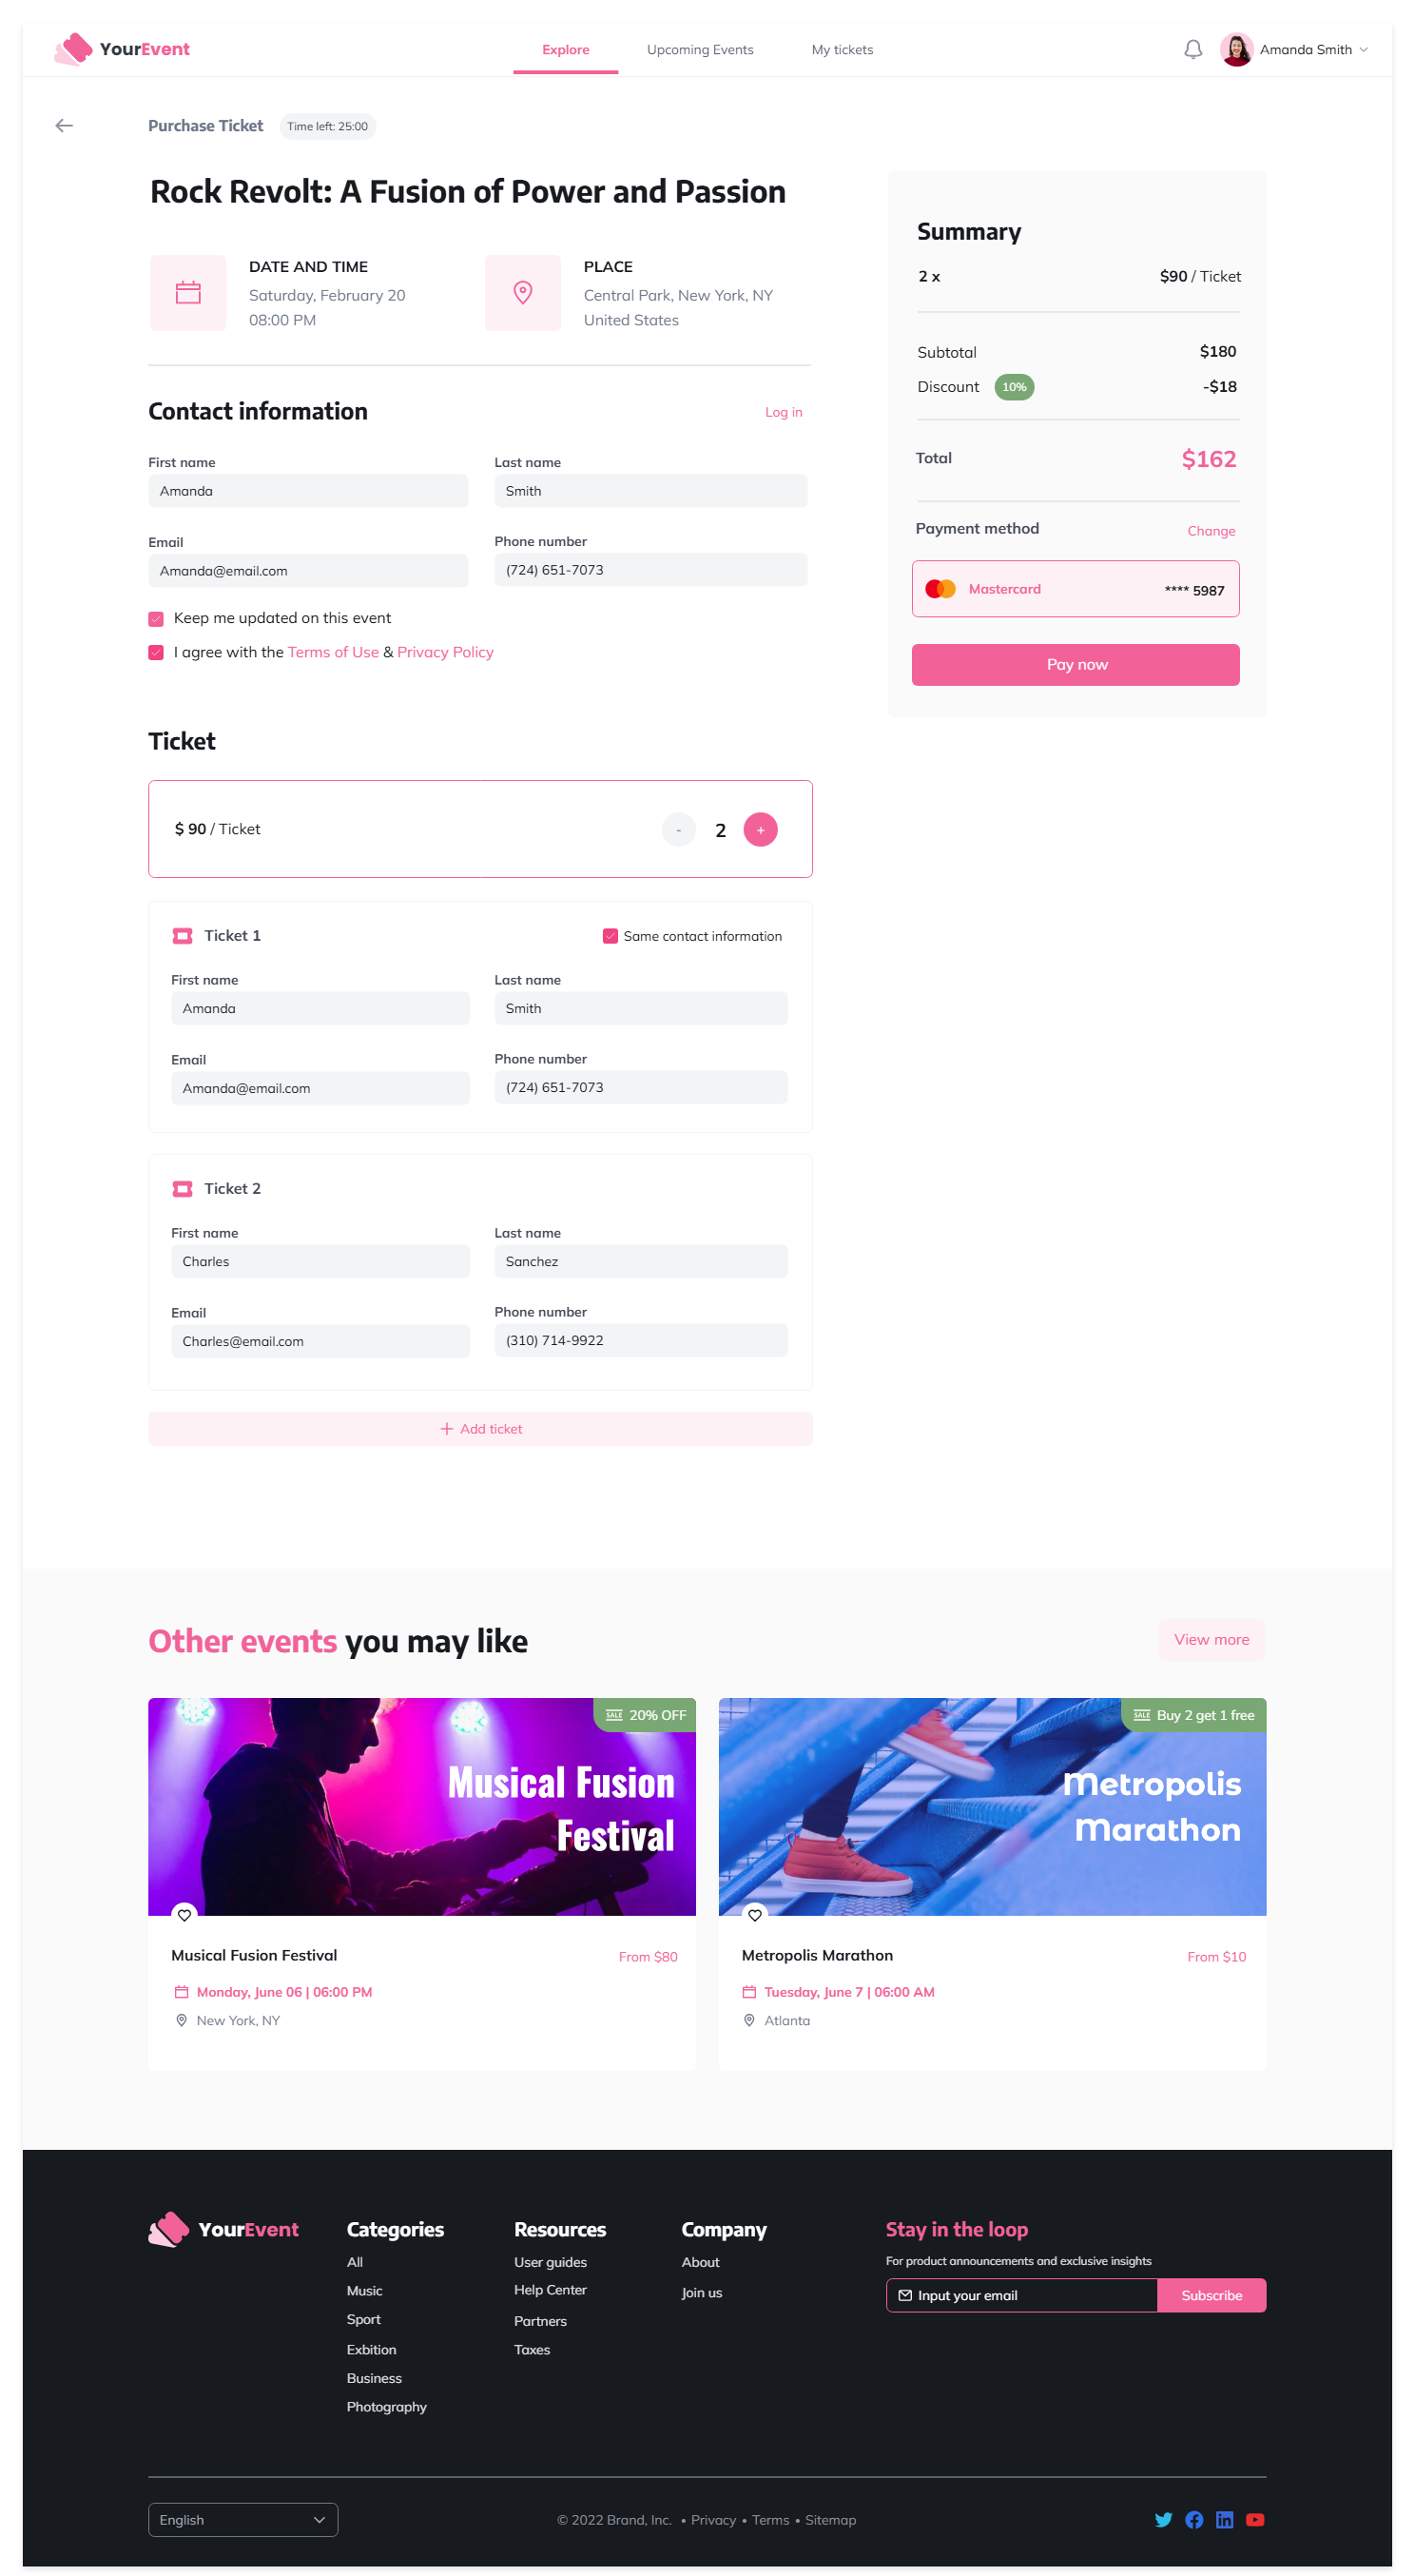 YourEvent
Explore
Upcoming Events
My tickets
Amanda Smith
Purchase Ticket
Time left: 25:00
Rock Revolt: A Fusion of Power and Passion
DATE AND TIME
Saturday, February 20
08:00 PM
PLACE
Central Park, New York, NY
United States
Contact information
Log in
First name
Amanda
Last name
Smith
Email
Amanda@email.com
Phone number
(724) 651-7073
Keep me updated on this event
I agree with the Terms of Use & Privacy Policy
Summary
2 x
$90 / Ticket
Subtotal
$180
Discount
10%
-$18
Total
$162
Payment method
Change
Mastercard
**** 5987
Pay now
Ticket
$ 90 / Ticket
-
2
+
Ticket 1
Same contact information
First name
Amanda
Last name
Smith
Email
Amanda@email.com
Phone number
(724) 651-7073
Ticket 2
First name
Charles
Last name
Sanchez
Email
Charles@email.com
Phone number
(310) 714-9922
Add ticket
Other events you may like
View more
SALE 20% OFF
Musical Fusion
Festival
Musical Fusion Festival
From $80
Monday, June 06 | 06:00 PM
New York, NY
SALE Buy 2 get 1 free
Metropolis
Marathon
Metropolis Marathon
From $10
Tuesday, June 7 | 06:00 AM
Atlanta
YourEvent
Categories
All
Music
Sport
Exbition
Business
Photography
Resources
User guides
Help Center
Partners
Taxes
Company
About
Join us
Stay in the loop
For product announcements and exclusive insights
Input your email
Subscribe
English
© 2022 Brand, Inc. • Privacy • Terms • Sitemap